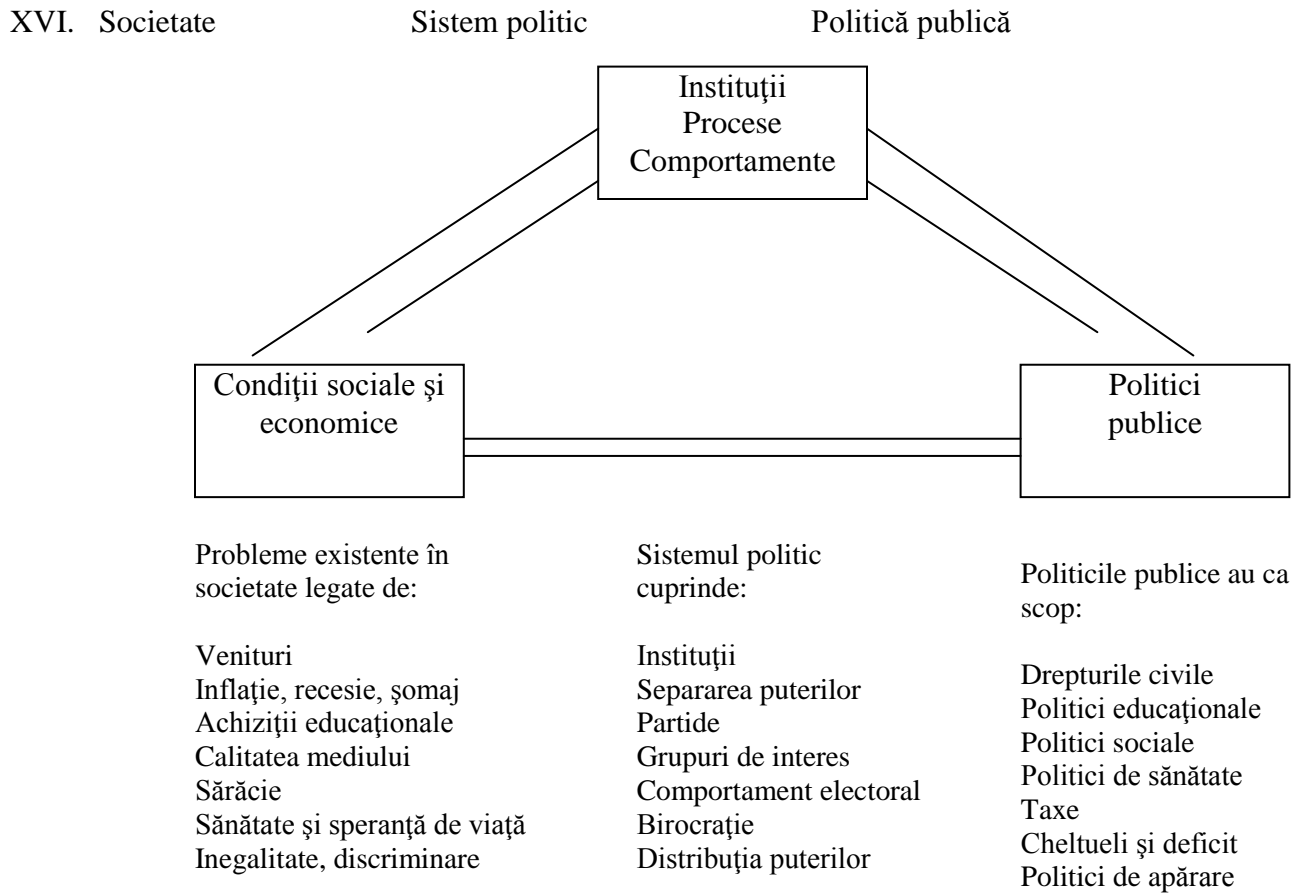 XVI. Societate Sistem politic Politică publică
Instituţii
Procese
Comportamente
Condiţii sociale şi
economice
Politici
publice
Probleme existente în
societate legate de:
Venituri
Inflaţie, recesie, şomaj
Achiziţii educaţionale
Calitatea mediului
Sărăcie
Sănătate şi speranţă de viaţă
Inegalitate, discriminare
Sistemul politic
cuprinde:
Instituţii
Separarea puterilor
Partide
Grupuri de interes
Comportament electoral
Birocraţie
Distribuţia puterilor
Politicile publice au ca
scop:
Drepturile civile
Politici educaţionale
Politici sociale
Politici de sănătate
Taxe
Cheltueli şi deficit
Politici de apărare